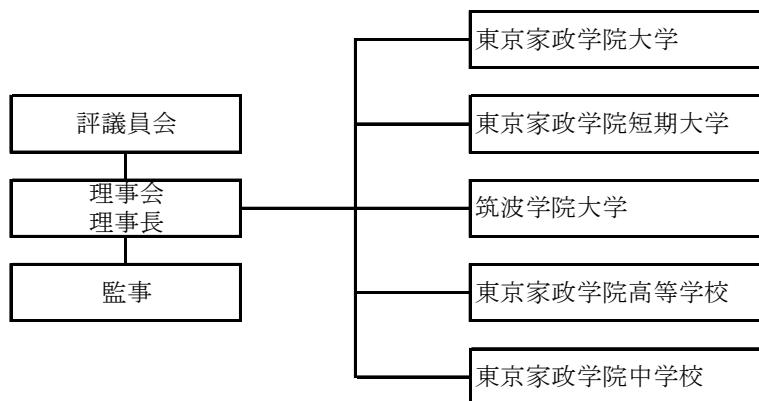 評議員会
理事会
理事長
監事
東京家政学院大学
東京家政学院短期大学
筑波学院大学
東京家政学院高等学校
東京家政学院中学校